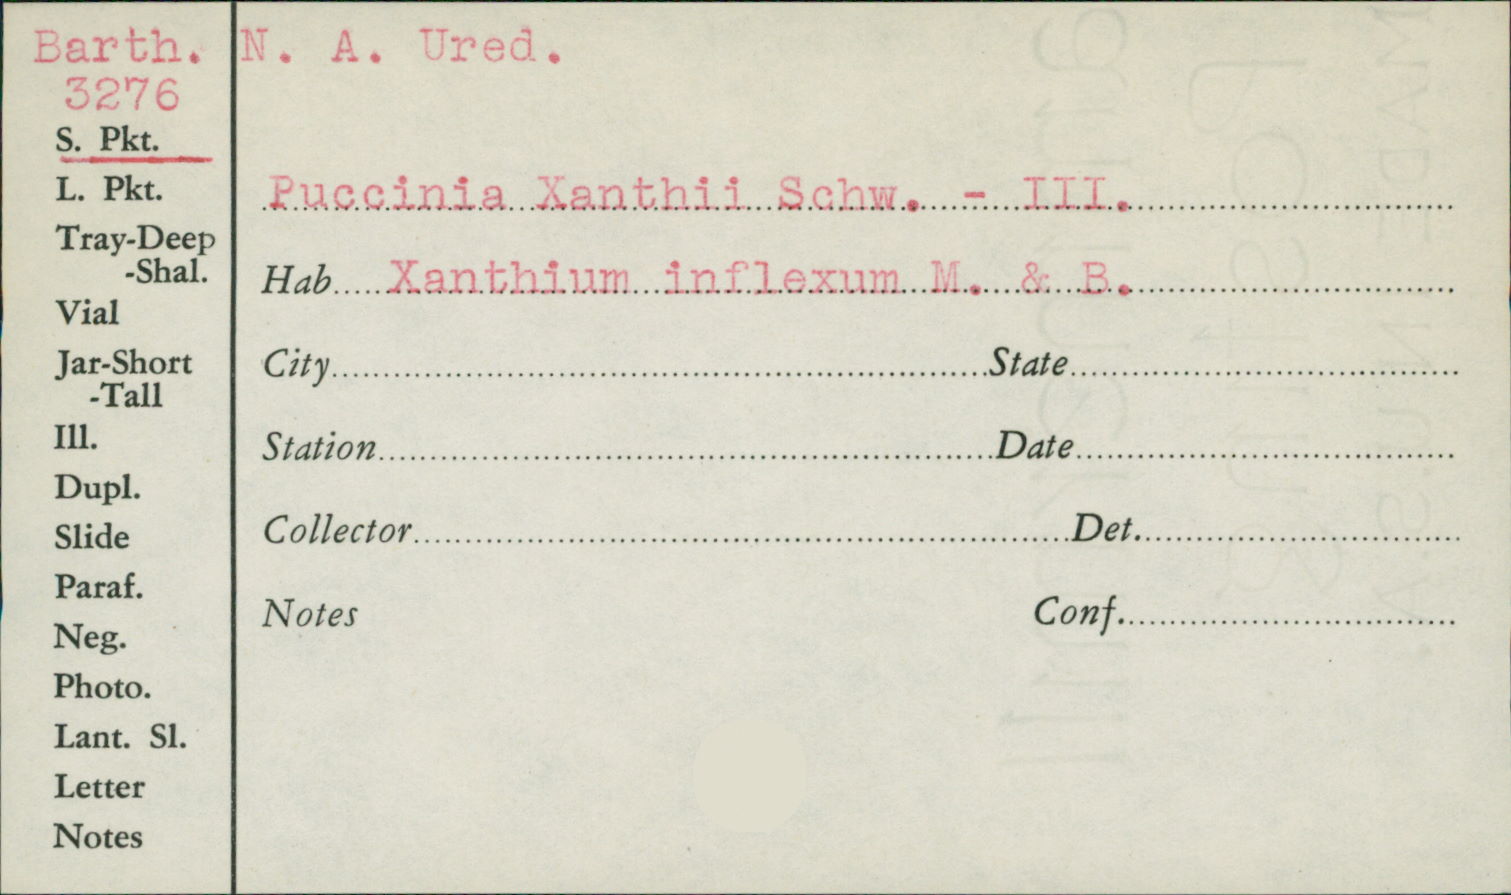 Barth. N. A. Ured.
3276
S. Pkt.
L. Pkt.
Tray-Deep
-Shal.
Vial
Jar-Short
-Tall
Ill.
Dupl.
Slide
Paraf.
Neg.
Photo.
Lant. Sl.
Letter
Notes
Puccinia Xanthii Schw. - III.
Hab Xanthium inflexum M. & B.
City State
Station Date
Collector Det.
Notes Conf.